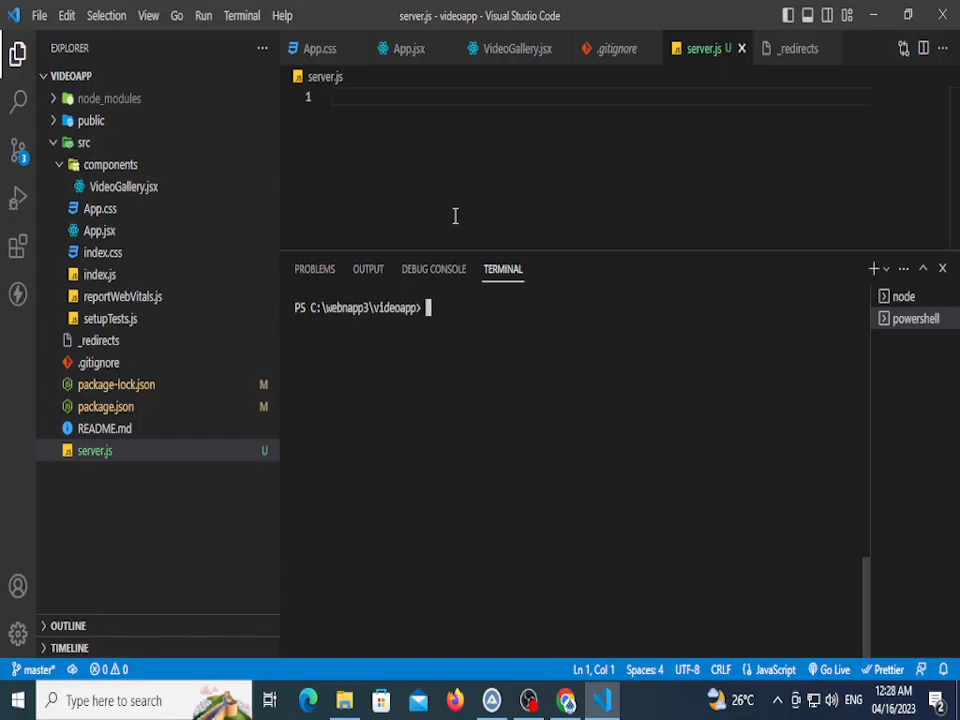 File Edit Selection View Go Run Terminal Help
server.js - videoapp - Visual Studio Code
EXPLORER
App.css
App.jsx
VideoGallery.jsx
.gitignore
server.js U
_redirects
VIDEOAPP
server.js
node_modules
1
public
src
components
VideoGallery.jsx
App.css
App.jsx
index.css
index.js
reportWebVitals.js
setupTests.js
_redirects
.gitignore
package-lock.json M
package.json M
README.md
server.js U
PROBLEMS OUTPUT DEBUG CONSOLE TERMINAL
PS C:\webnapp3\videoapp>
node
powershell
3
OUTLINE
TIMELINE
master* 0 0
Ln 1, Col 1 Spaces: 4 UTF-8 CRLF JavaScript Go Live Prettier
Type here to search
26°C
ENG
12:28 AM
04/16/2023
2